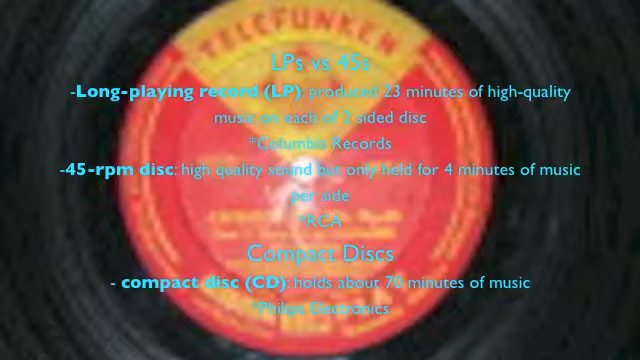 TELEFUNKEN
LPs vs 45s
-Long-playing record (LP): produced 23 minutes of high-quality
music on each of 2 sided disc
*Columbia Records
-45-rpm disc: high quality sound but only held for 4 minutes of music
per side
*RCA
Compact Discs
- compact disc (CD): holds about 70 minutes of music
*Philips Electronics